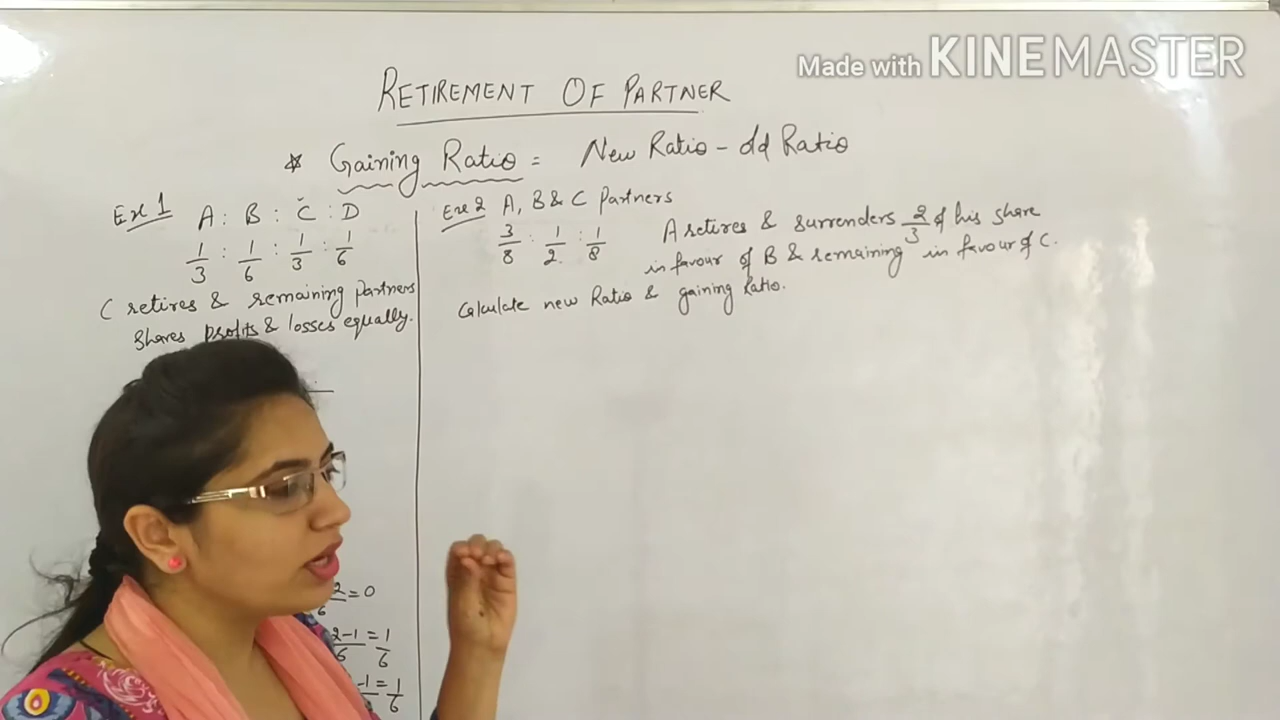 Made with KINEMASTER
RETIREMENT OF PARTNER
* Gaining Ratio = New Ratio - Old Ratio
Ex 1
A : B : C : D
1/3 : 1/6 : 1/3 : 1/6
C retires & remaining partners
Shares profits & losses equally.
Ex 2 A, B & C Partners
3/8 : 1/2 : 1/8
A retires & surrenders 2/3 of his share
in favour of B & remaining in favour of C.
Calculate new Ratio & gaining Ratio.
2/6 = 0
2-1/6 = 1/6
-1 = 1/6